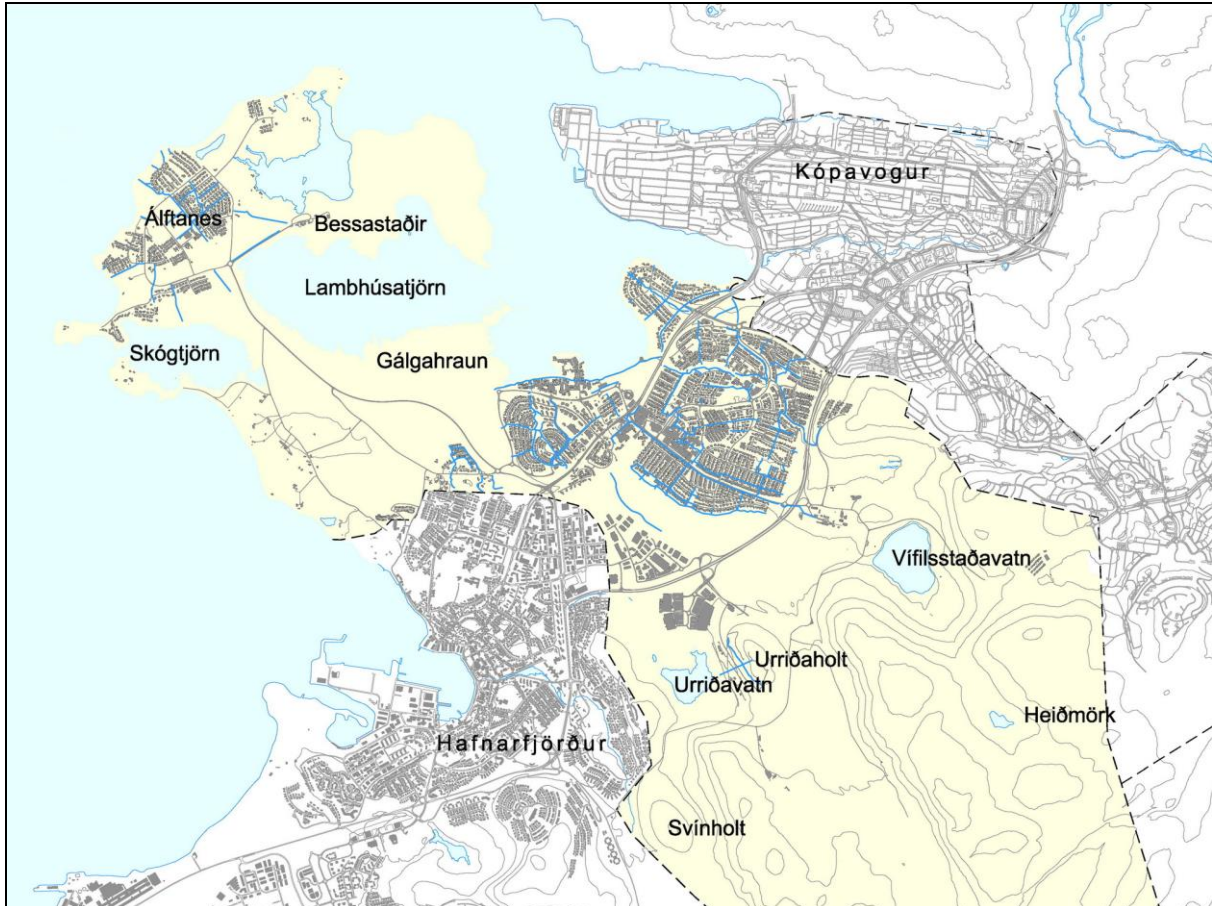 Kópavogur
Álftanes
Bessastaðir
Lambhúsatjörn
Skógtjörn
Gálgahraun
Vífilsstaðavatn
Urriðaholt
Urriðavatn
Heiðmörk
Hafnarfjörður
Svínholt